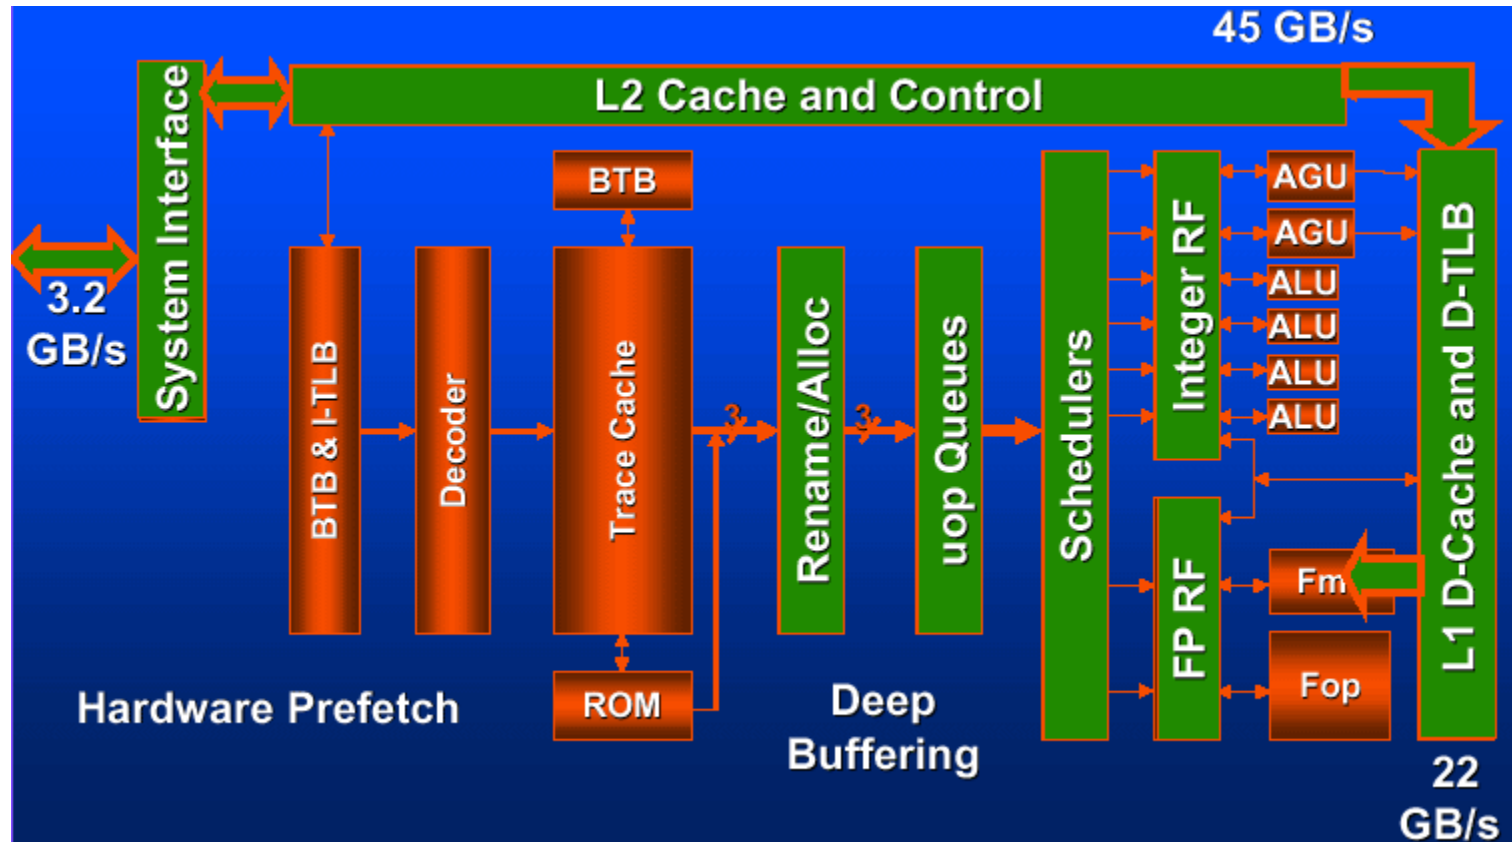 45 GB/s
System Interface
L2 Cache and Control
3.2
GB/s
BTB & I-TLB
Decoder
BTB
Trace Cache
ROM
3
Rename/Alloc
3
uop Queues
Schedulers
Integer RF
FP RF
AGU
AGU
ALU
ALU
ALU
ALU
Fm
Fop
L1 D-Cache and D-TLB
Hardware Prefetch
Deep
Buffering
22
GB/s